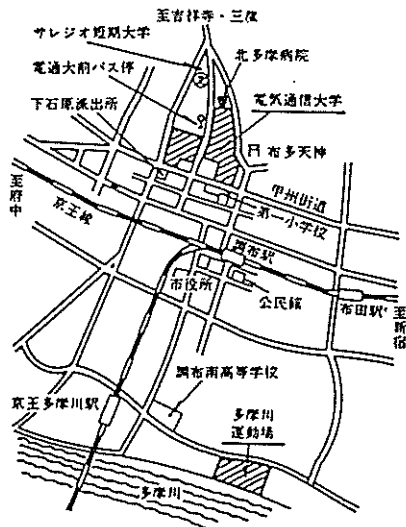 至吉祥寺・三鷹
サレジオ短期大学
北多摩病院
電通大前バス停
下石原派出所
電気通信大学
布多天神
甲州街道
第一小学校
至府中
京王線
調布駅
市役所
公民館
布田駅
至新宿
調布南高等学校
京王多摩川駅
多摩川
運動場
多摩川